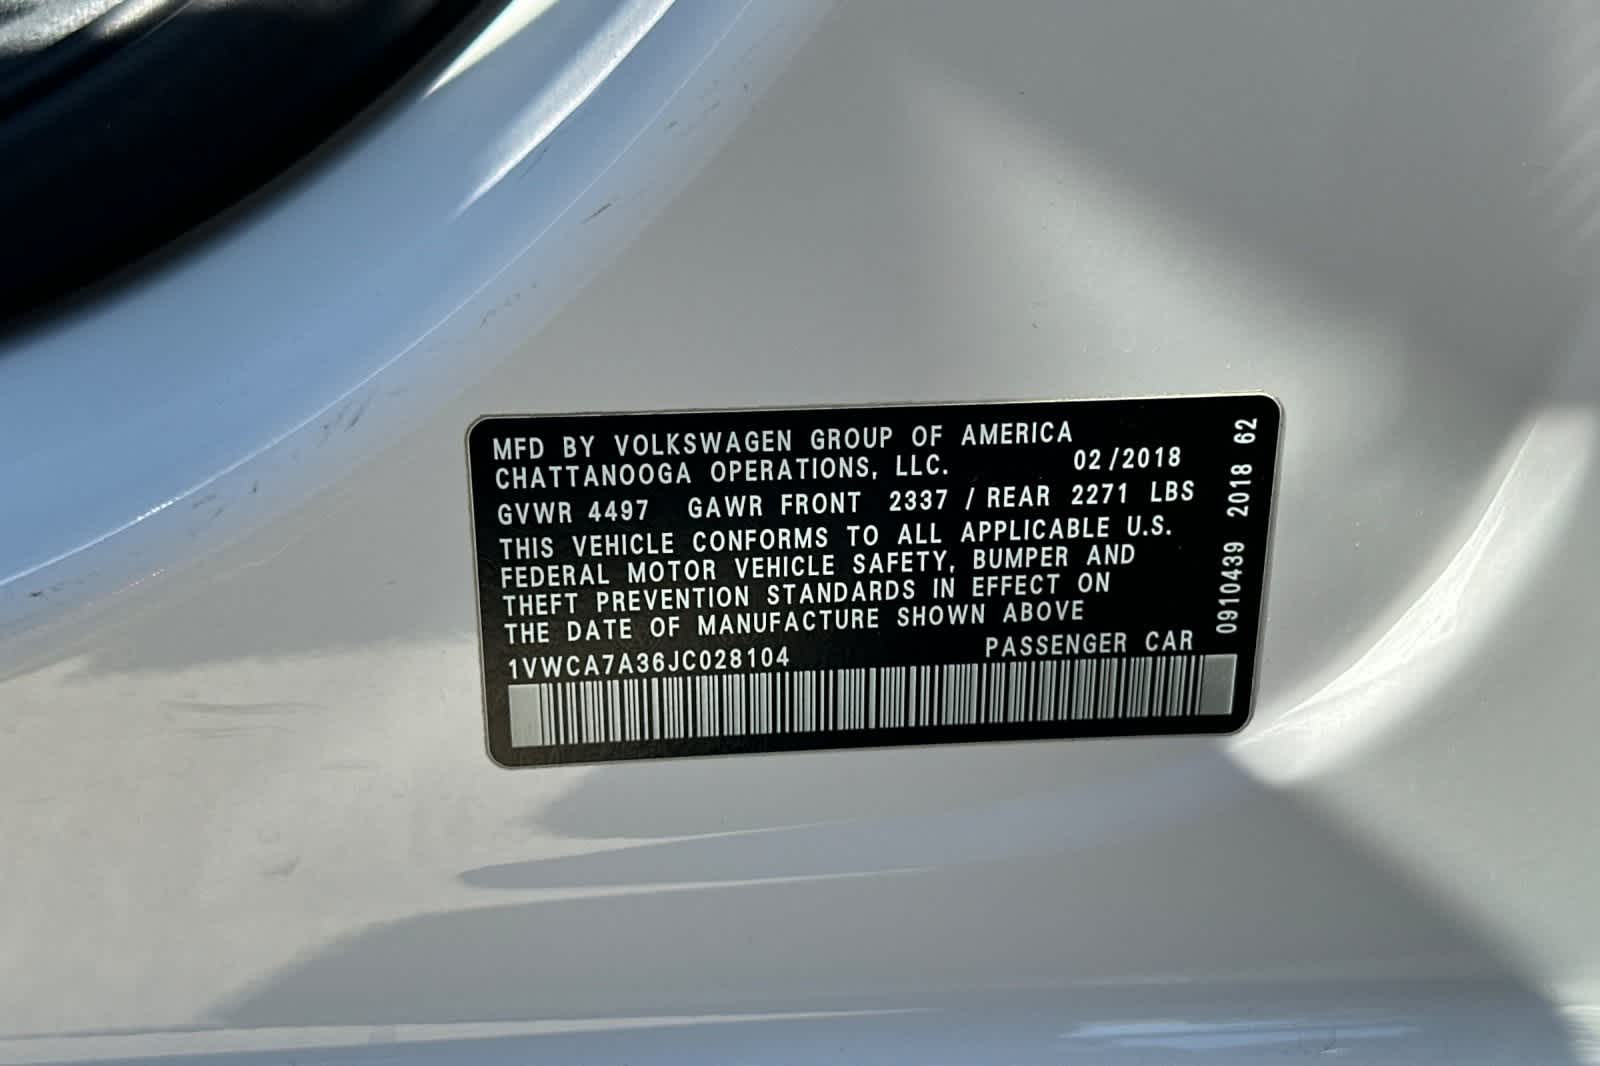 MFD BY VOLKSWAGEN GROUP OF AMERICA
CHATTANOOGA OPERATIONS, LLC. 02/2018
GVWR 4497 GAWR FRONT 2337 / REAR 2271 LBS
THIS VEHICLE CONFORMS TO ALL APPLICABLE U.S.
FEDERAL MOTOR VEHICLE SAFETY, BUMPER AND
THEFT PREVENTION STANDARDS IN EFFECT ON
THE DATE OF MANUFACTURE SHOWN ABOVE
1VWCA7A36JC028104 PASSENGER CAR
0910439 2018 62